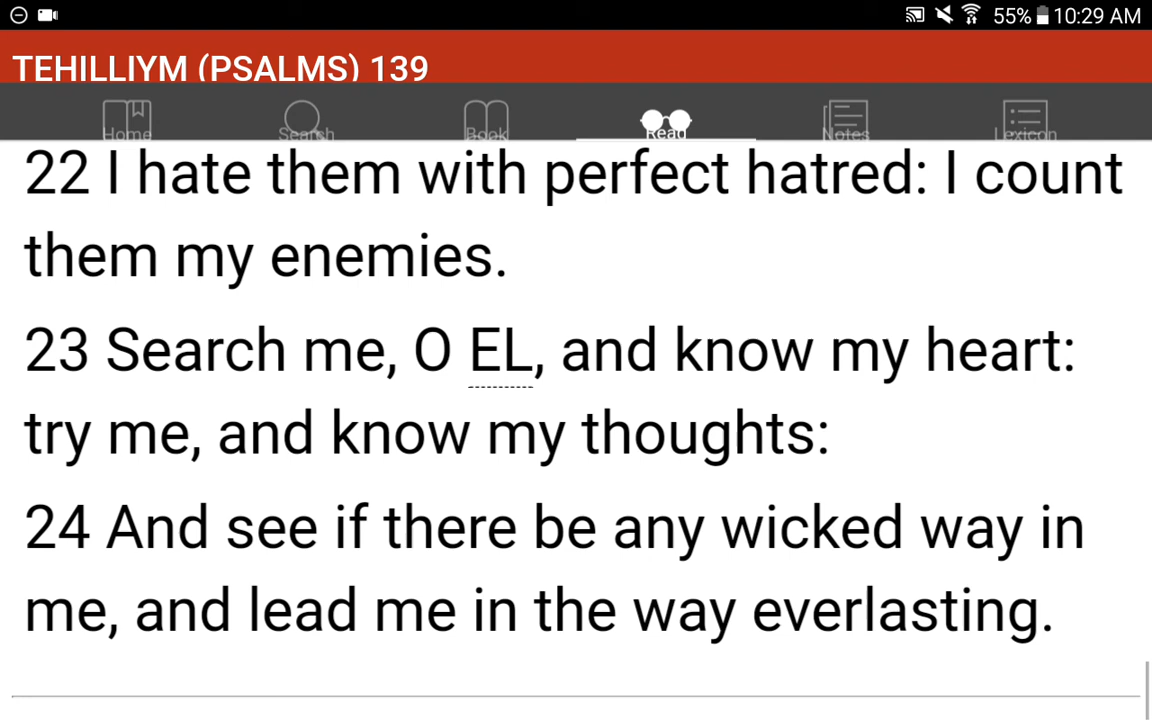 55% 10:29 AM
TEHILLIYM (PSALMS) 139
Home Search Book Read Notes Lexicon
22 I hate them with perfect hatred: I count
them my enemies.
23 Search me, O EL, and know my heart:
try me, and know my thoughts:
24 And see if there be any wicked way in
me, and lead me in the way everlasting.